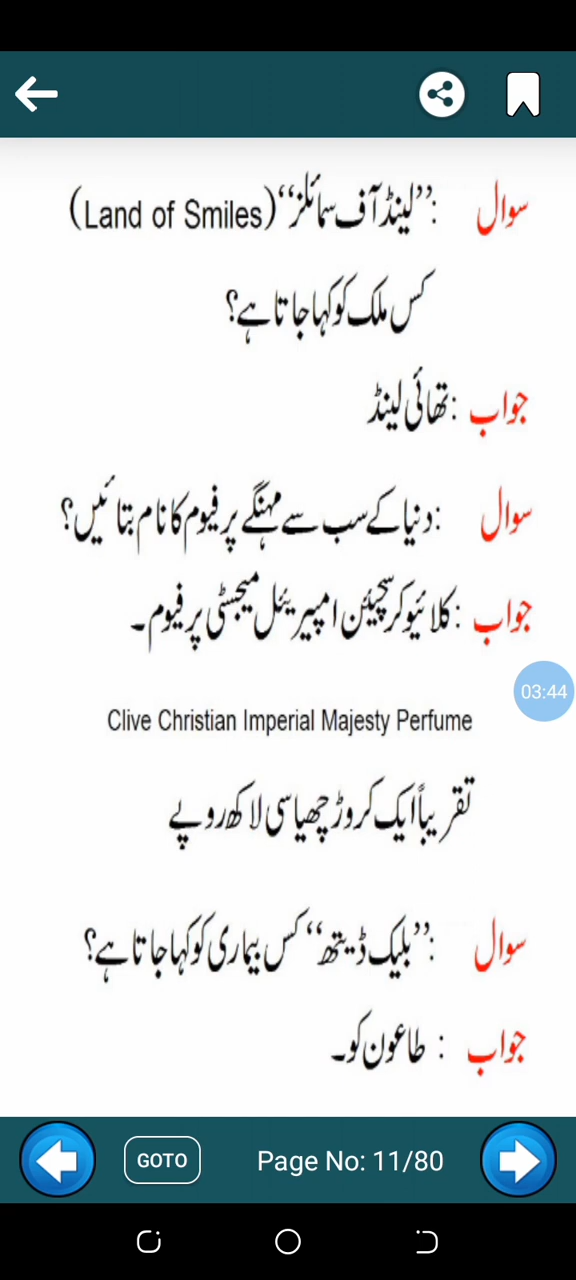 سوال :”لینڈ آف سمائلز“ (Land of Smiles)
کس ملک کو کہا جاتا ہے؟
جواب :تھائی لینڈ
سوال :دنیا کے سب سے مہنگے پرفیوم کا نام بتائیں؟
جواب :کلائیو کرسچیئن امپیریئل میجسٹی پرفیوم۔
03:44
Clive Christian Imperial Majesty Perfume
تقریباً ایک کروڑ چھیاسی لاکھ روپے
سوال :”بلیک ڈیتھ“ کس بیماری کو کہا جاتا ہے؟
جواب : طاعون کو۔
GOTO Page No: 11/80